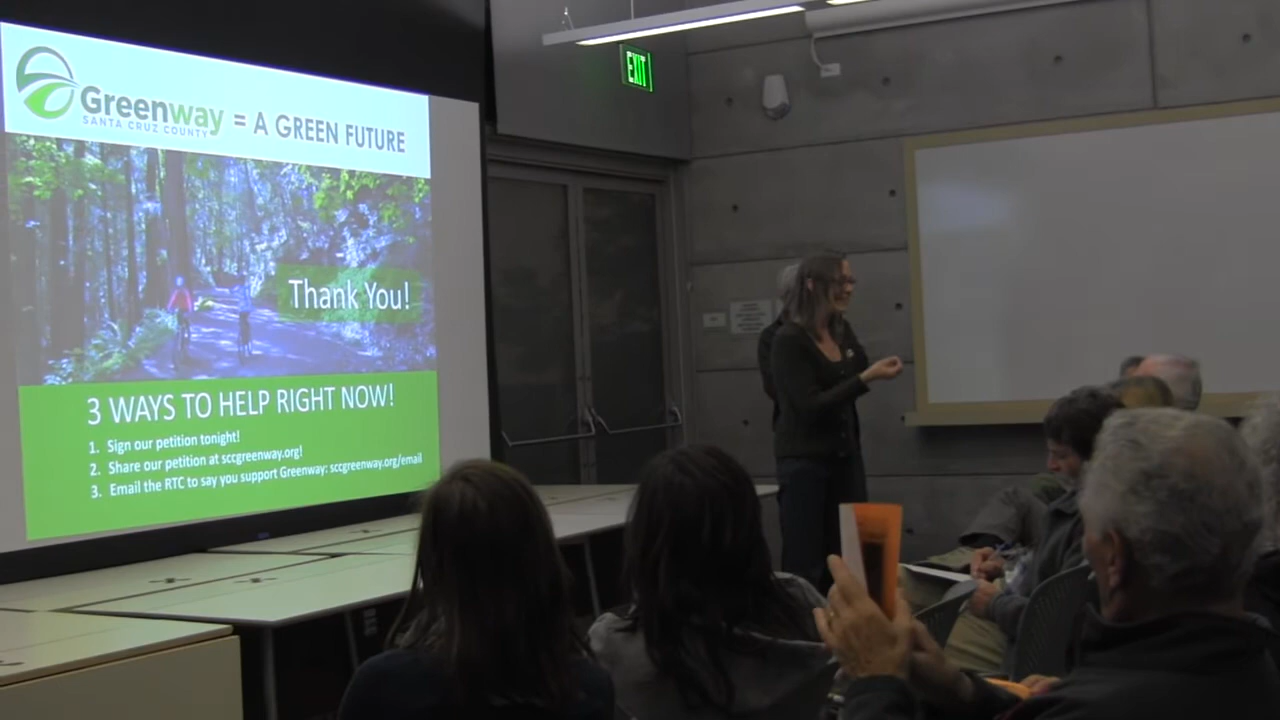 Greenway = A GREEN FUTURE
SANTA CRUZ COUNTY
Thank You!
3 WAYS TO HELP RIGHT NOW!
1. Sign our petition tonight!
2. Share our petition at sccgreenway.org!
3. Email the RTC to say you support Greenway: sccgreenway.org/email
EXIT